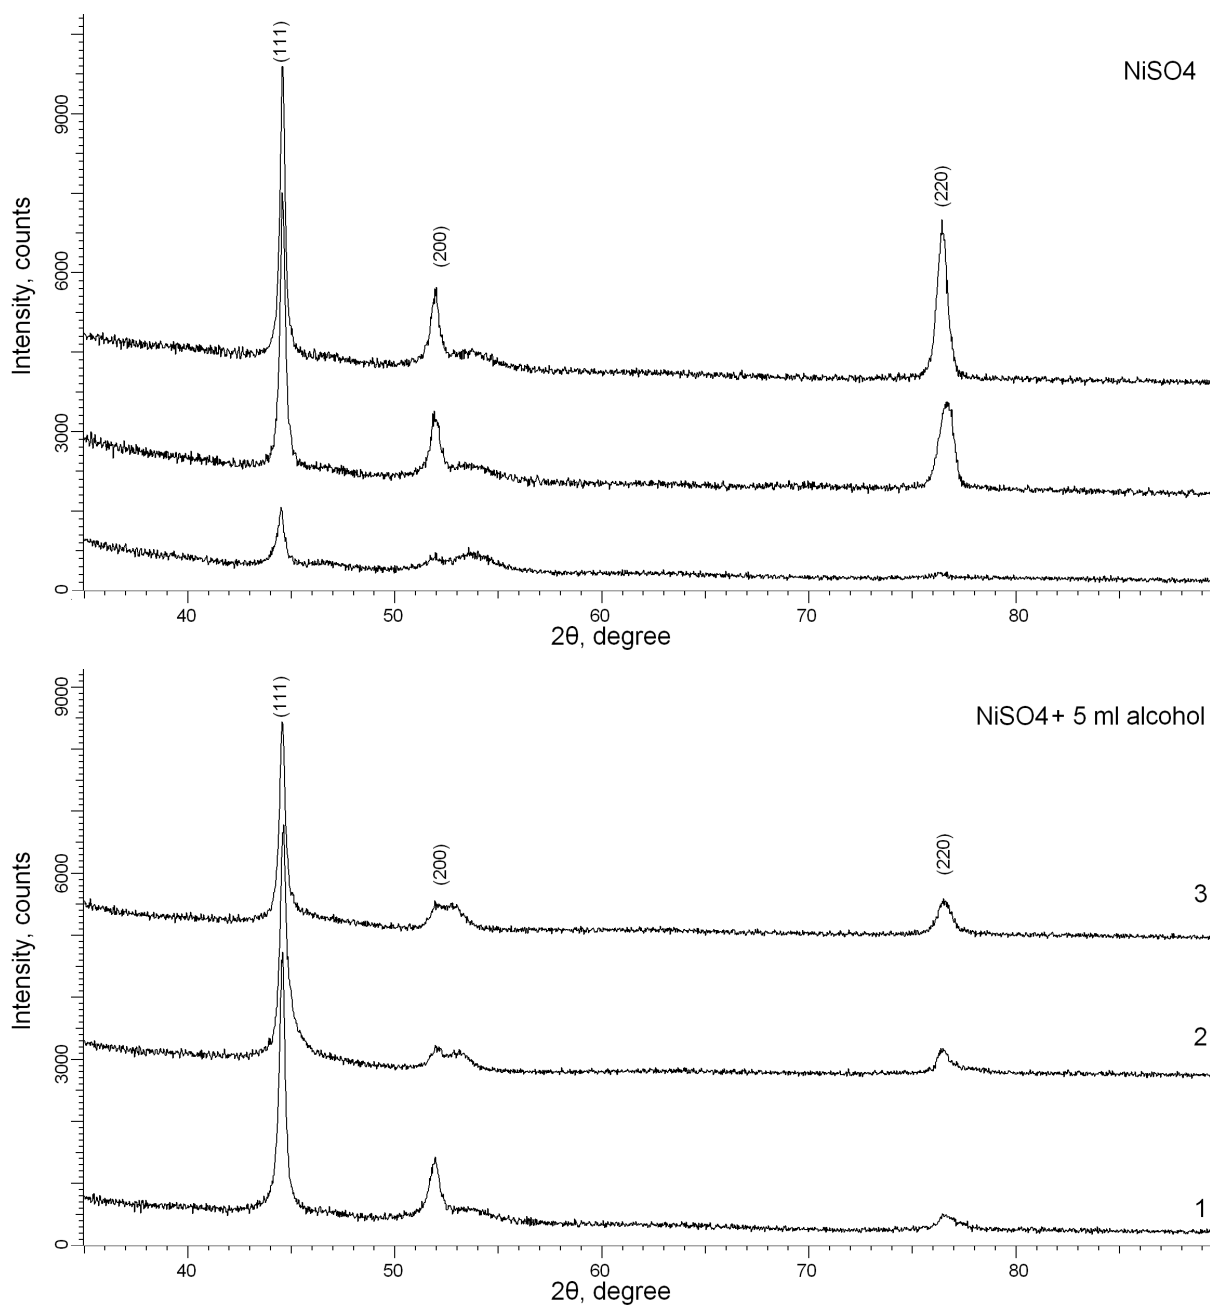 (111)
NiSO4
9000
(220)
(200)
6000
Intensity, counts
3000
0
40 50 60 70 80
2θ, degree
(111)
9000
NiSO4+ 5 ml alcohol
(200)
(220)
6000
3
Intensity, counts
2
3000
1
0
40 50 60 70 80
2θ, degree